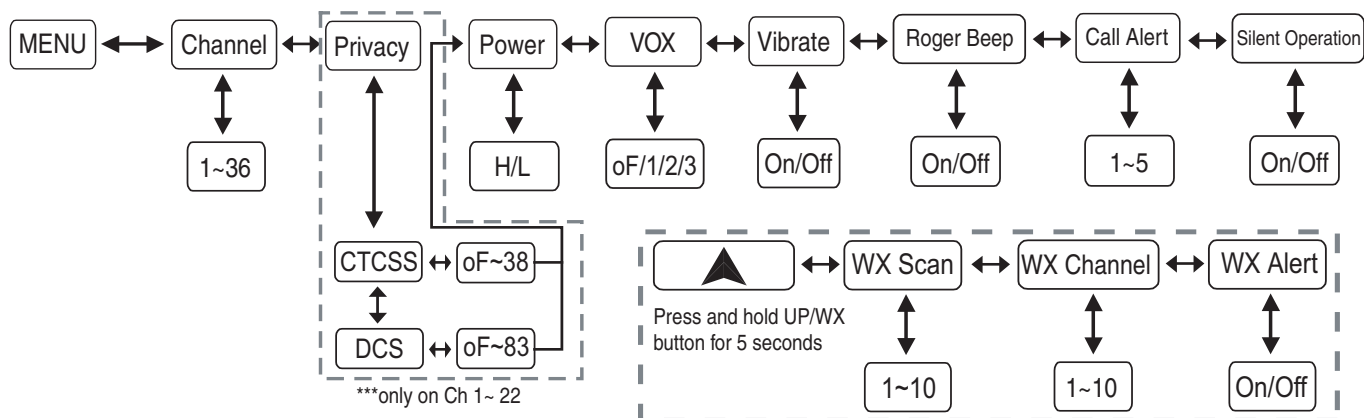 MENU
Channel
Privacy
Power
VOX
Vibrate
Roger Beep
Call Alert
Silent Operation
1~36
H/L
oF/1/2/3
On/Off
On/Off
1~5
On/Off
CTCSS
oF~38
DCS
oF~83
***only on Ch 1~ 22
WX Scan
WX Channel
WX Alert
Press and hold UP/WX
button for 5 seconds
1~10
1~10
On/Off